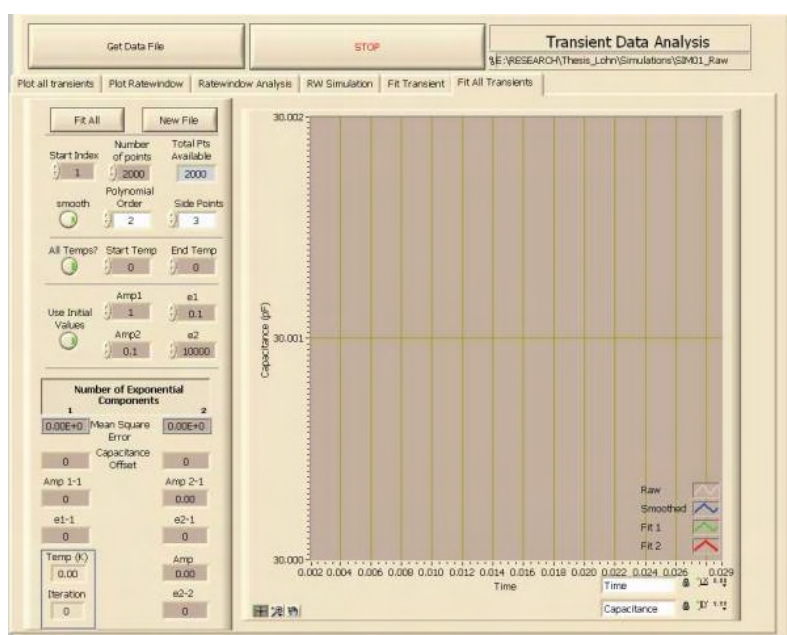 Get Data File
STOP
Transient Data Analysis
E:\RESEARCH\Thesis_Lohn\Simulations\SIM01_Raw
Plot all transients
Plot Ratewindow
Ratewindow Analysis
RW Simulation
Fit Transient
Fit All Transients
Fit All
New File
Start Index
Number of points
Total Pts Available
1
2000
2000
smooth
Polynomial Order
Side Points
2
3
All Temps?
Start Temp
End Temp
0
0
Use Initial Values
Amp1
e1
1
0.1
Amp2
e2
0.1
10000
Number of Exponential
Components
1
2
0.00E+0
Mean Square Error
0.00E+0
0
Capacitance Offset
0
Amp 1-1
Amp 2-1
0
0.00
e1-1
e2-1
0
0
Temp (K)
Amp
0.00
0.00
Iteration
e2-2
0
0
30.002
30.001
30.000
Capacitance (pF)
0.002 0.004 0.006 0.008 0.010 0.012 0.014 0.016 0.018 0.020 0.022 0.024 0.026 0.029
Time
Raw
Smoothed
Fit 1
Fit 2
Time
Capacitance